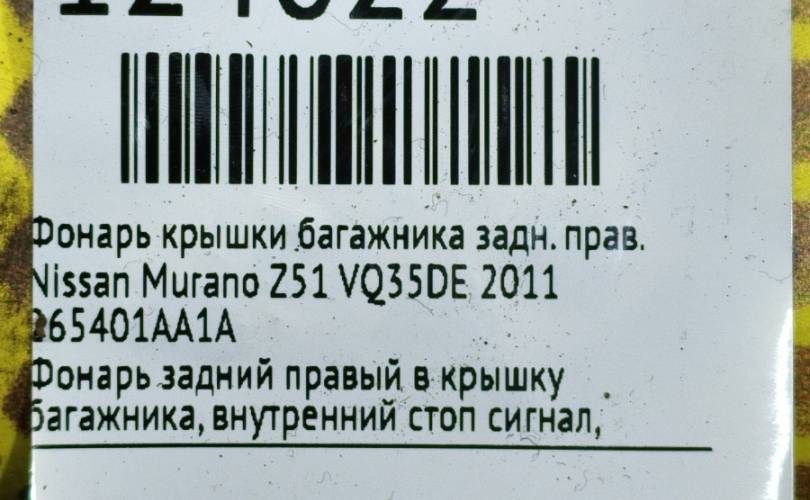 Фонарь крышки багажника задн. прав.
Nissan Murano Z51 VQ35DE 2011
265401AA1A
Фонарь задний правый в крышку
багажника, внутренний стоп сигнал,